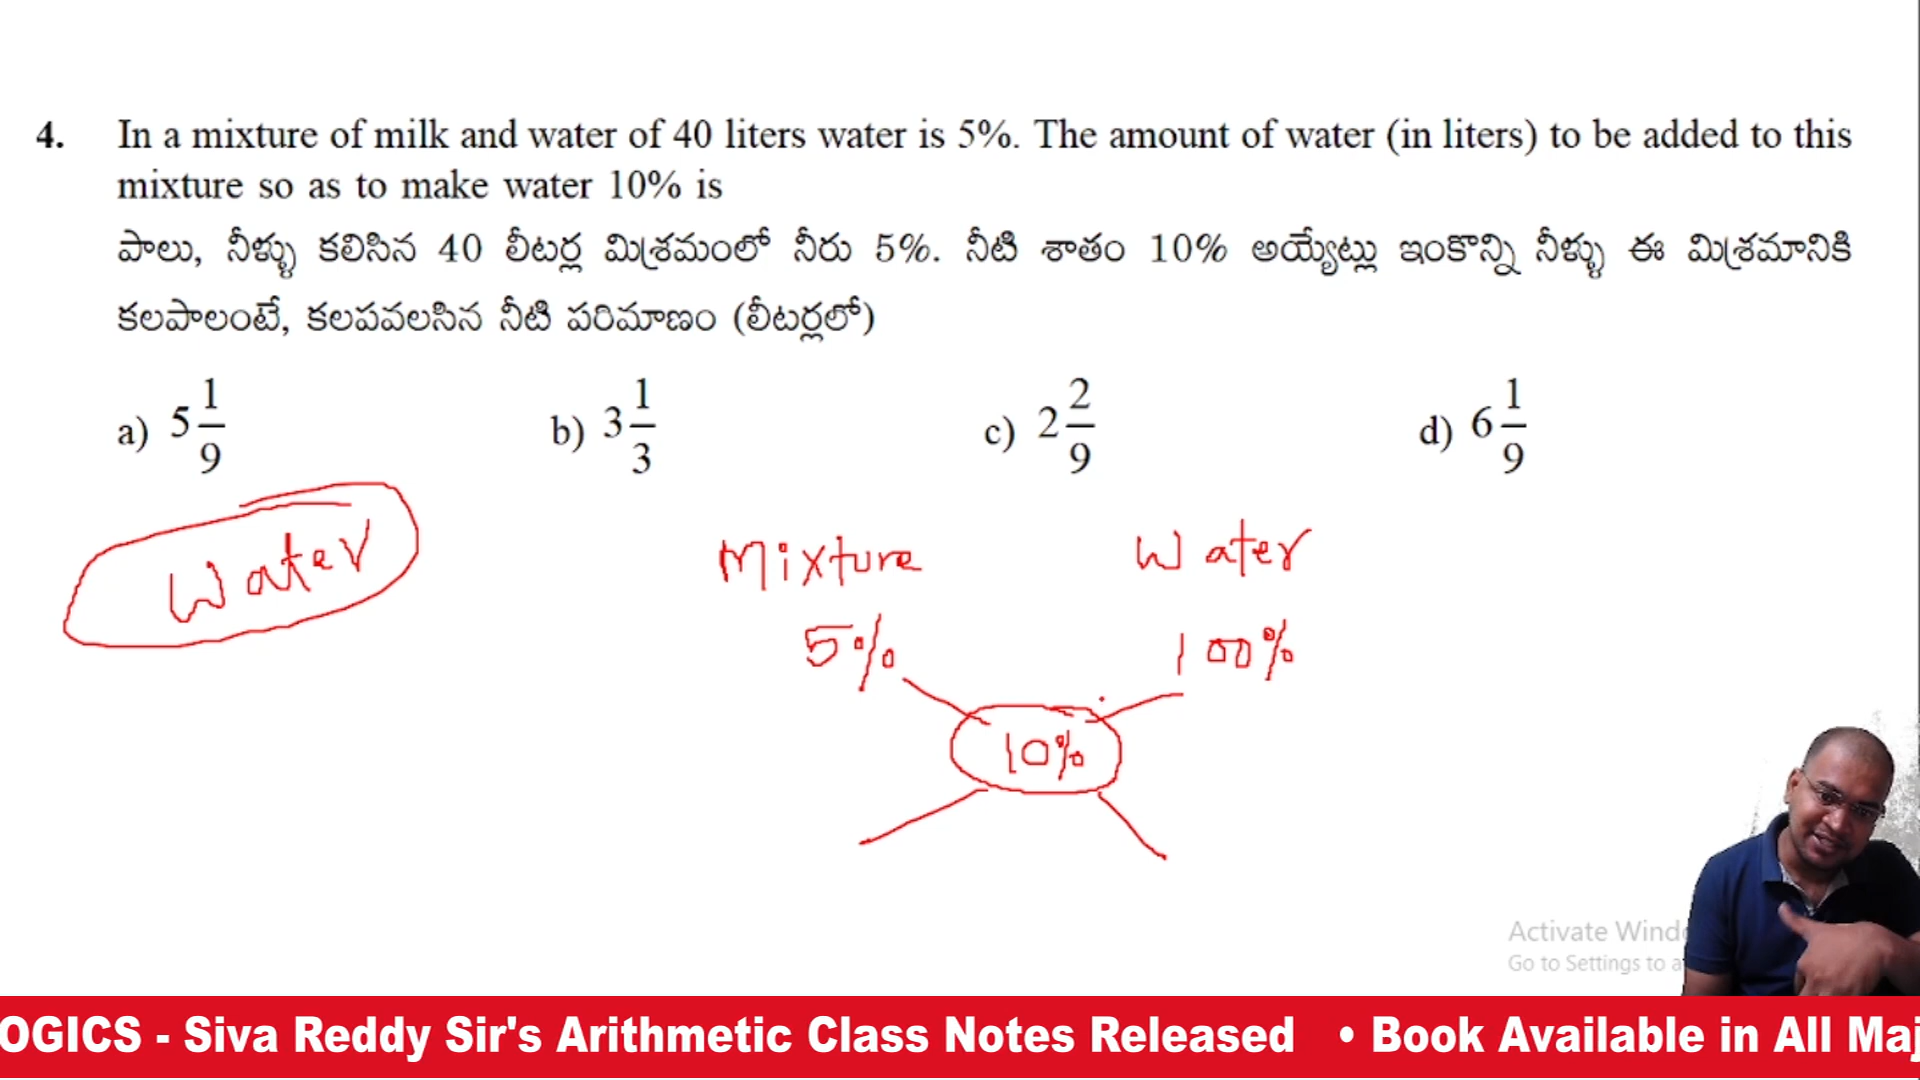 4. In a mixture of milk and water of 40 liters water is 5%. The amount of water (in liters) to be added to this
mixture so as to make water 10% is
పాలు, నీళ్ళు కలిసిన 40 లీటర్ల మిశ్రమంలో నీరు 5%. నీటి శాతం 10% అయ్యేట్లు ఇంకొన్ని నీళ్ళు ఈ మిశ్రమానికి
కలపాలంటే, కలపవలసిన నీటి పరిమాణం (లీటర్లలో)
a) 5 1/9 b) 3 1/3 c) 2 2/9 d) 6 1/9
Water
Mixture Water
5% 100%
10%
Activate Wind
Go to Settings to a
OGICS - Siva Reddy Sir's Arithmetic Class Notes Released • Book Available in All Maj